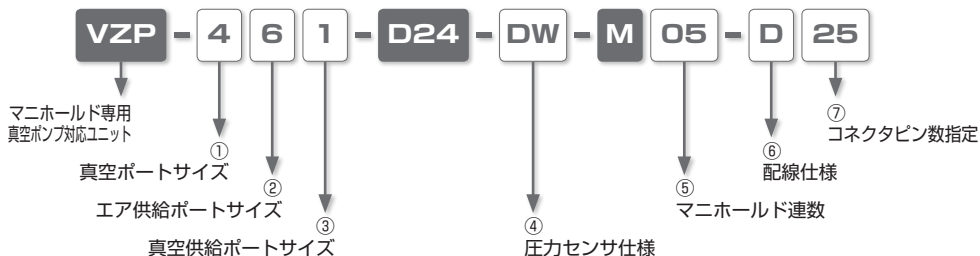 VZP - 4 6 1 - D24 - DW - M 05 - D 25
マニホールド専用
真空ポンプ対応ユニット
①
真空ポートサイズ
②
エア供給ポートサイズ
③
真空供給ポートサイズ
④
圧力センサ仕様
⑤
マニホールド連数
⑥
配線仕様
⑦
コネクタピン数指定